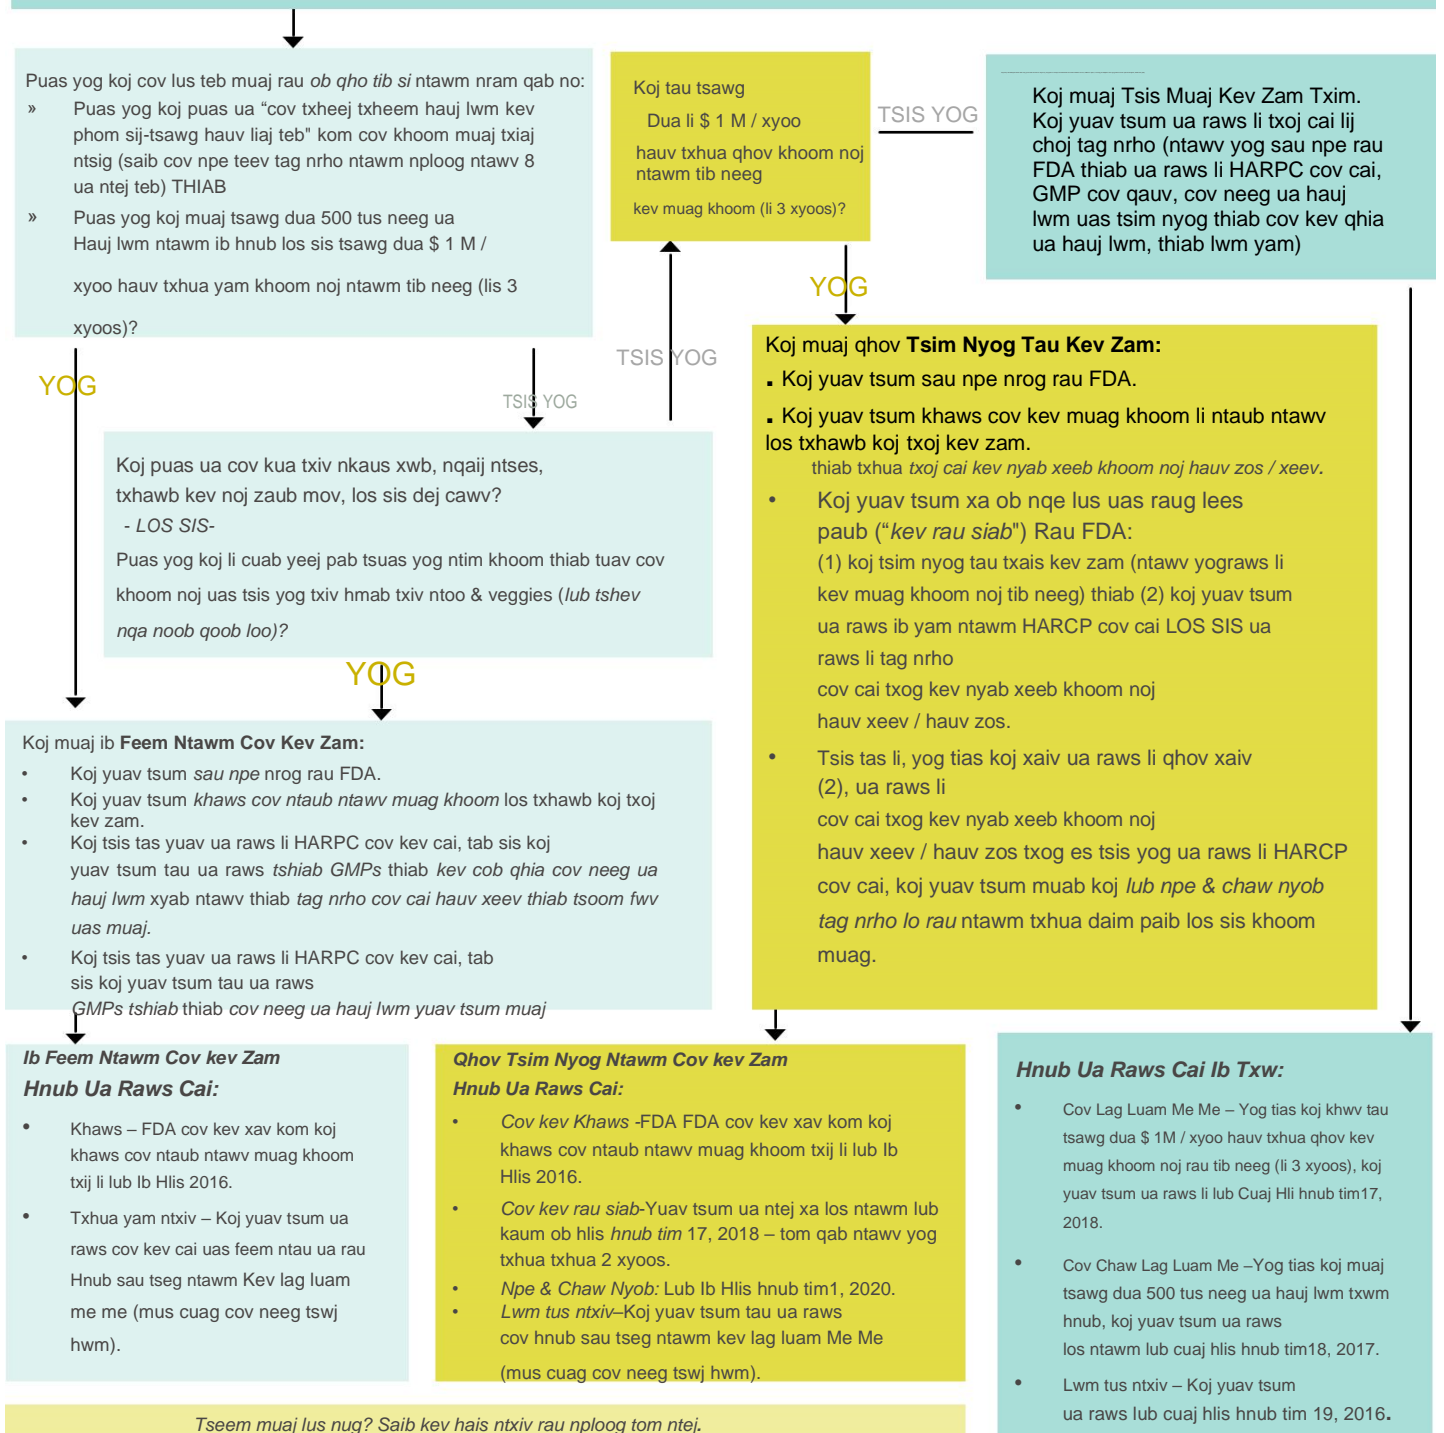 Puas yog koj cov lus teb muaj rau ob qho tib si ntawm nram qab no:
» Puas yog koj puas ua “cov txheej txheem hauj lwm kev
phom sij-tsawg hauv liaj teb" kom cov khoom muaj txiaj
ntsig (saib cov npe teev tag nrho ntawm nploog ntawv 8
ua ntej teb) THIAB
» Puas yog koj muaj tsawg dua 500 tus neeg ua
Hauj lwm ntawm ib hnub los sis tsawg dua $ 1 M /
xyoo hauv txhua yam khoom noj ntawm tib neeg (lis 3
xyoos)?
YOG
TSIS YOG
Koj tau tsawg
Dua li $ 1 M / xyoo
hauv txhua qhov khoom noj
ntawm tib neeg
kev muag khoom (li 3 xyoos)?
TSIS YOG
Koj muaj Tsis Muaj Kev Zam Txim.
Koj yuav tsum ua raws li txoj cai lij
choj tag nrho (ntawv yog sau npe rau
FDA thiab ua raws li HARPC cov cai,
GMP cov qauv, cov neeg ua hauj
lwm uas tsim nyog thiab cov kev qhia
ua hauj lwm, thiab lwm yam)
YOG
TSIS YOG
Koj puas ua cov kua txiv nkaus xwb, nqaij ntses,
txhawb kev noj zaub mov, los sis dej cawv?
- LOS SIS-
Puas yog koj li cuab yeej pab tsuas yog ntim khoom thiab tuav cov
khoom noj uas tsis yog txiv hmab txiv ntoo & veggies (lub tshev
nqa noob qoob loo)?
YOG
Koj muaj qhov Tsim Nyog Tau Kev Zam:
. Koj yuav tsum sau npe nrog rau FDA.
. Koj yuav tsum khaws cov kev muag khoom li ntaub ntawv
los txhawb koj txoj kev zam.
thiab txhua txoj cai kev nyab xeeb khoom noj hauv zos / xeev.
• Koj yuav tsum xa ob nqe lus uas raug lees
paub (“kev rau siab") Rau FDA:
(1) koj tsim nyog tau txais kev zam (ntawv yograws li
kev muag khoom noj tib neeg) thiab (2) koj yuav tsum
ua raws ib yam ntawm HARCP cov cai LOS SIS ua
raws li tag nrho
cov cai txog kev nyab xeeb khoom noj
hauv xeev / hauv zos.
• Tsis tas li, yog tias koj xaiv ua raws li qhov xaiv
(2), ua raws li
cov cai txog kev nyab xeeb khoom noj
hauv xeev / hauv zos txog es tsis yog ua raws li HARCP
cov cai, koj yuav tsum muab koj lub npe & chaw nyob
tag nrho lo rau ntawm txhua daim paib los sis khoom
muag.
Koj muaj ib Feem Ntawm Cov Kev Zam:
• Koj yuav tsum sau npe nrog rau FDA.
• Koj yuav tsum khaws cov ntaub ntawv muag khoom los txhawb koj txoj
kev zam.
• Koj tsis tas yuav ua raws li HARPC cov kev cai, tab sis koj
yuav tsum tau ua raws tshiab GMPs thiab kev cob qhia cov neeg ua
hauj lwm xyab ntawv thiab tag nrho cov cai hauv xeev thiab tsoom fwv
uas muaj.
• Koj tsis tas yuav ua raws li HARPC cov kev cai, tab
sis koj yuav tsum tau ua raws
GMPs tshiab thiab cov neeg ua hauj lwm yuav tsum muaj
Ib Feem Ntawm Cov kev Zam
Hnub Ua Raws Cai:
• Khaws – FDA cov kev xav kom koj
khaws cov ntaub ntawv muag khoom
txij li lub Ib Hlis 2016.
• Txhua yam ntxiv – Koj yuav tsum ua
raws cov kev cai uas feem ntau ua rau
Hnub sau tseg ntawm Kev lag luam
me me (mus cuag cov neeg tswj
hwm).
Qhov Tsim Nyog Ntawm Cov kev Zam
Hnub Ua Raws Cai:
• Cov kev Khaws -FDA FDA cov kev xav kom koj
khaws cov ntaub ntawv muag khoom txij li lub Ib
Hlis 2016.
• Cov kev rau siab-Yuav tsum ua ntej xa los ntawm lub
kaum ob hlis hnub tim 17, 2018 – tom qab ntawv yog
txhua txhua 2 xyoos.
• Npe & Chaw Nyob: Lub Ib Hlis hnub tim1, 2020.
• Lwm tus ntxiv–Koj yuav tsum tau ua raws
cov hnub sau tseg ntawm kev lag luam Me Me
(mus cuag cov neeg tswj hwm).
Hnub Ua Raws Cai Ib Txw:
• Cov Lag Luam Me Me – Yog tias koj khwv tau
tsawg dua $ 1M / xyoo hauv txhua qhov kev
muag khoom noj rau tib neeg (li 3 xyoos), koj
yuav tsum ua raws li lub Cuaj Hli hnub tim17,
2018.
• Cov Chaw Lag Luam Me –Yog tias koj muaj
tsawg dua 500 tus neeg ua hauj lwm txwm
hnub, koj yuav tsum ua raws
los ntawm lub cuaj hlis hnub tim18, 2017.
• Lwm tus ntxiv – Koj yuav tsum
ua raws lub cuaj hlis hnub tim 19, 2016.
Tseem muaj lus nug? Saib kev hais ntxiv rau nploog tom ntej.